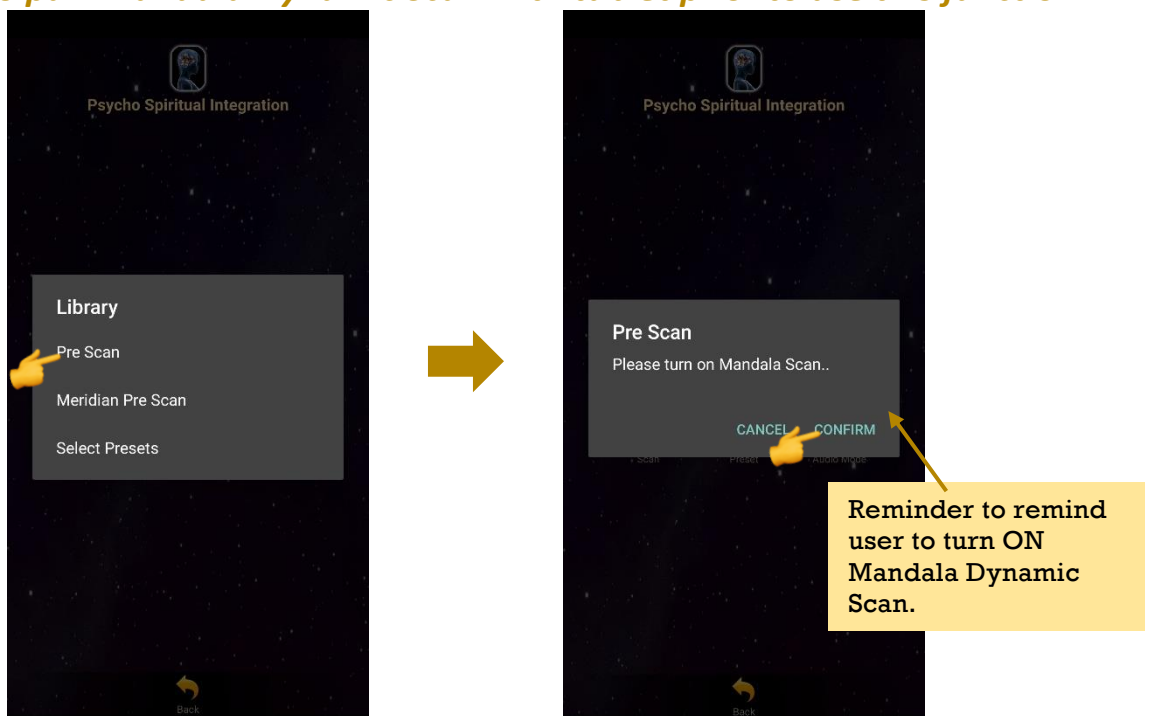 Psycho Spiritual Integration
Library
Pre Scan
Meridian Pre Scan
Select Presets
Back
Psycho Spiritual Integration
Pre Scan
Please turn on Mandala Scan..
CANCEL CONFIRM
Scan Preset Audio Mode
Reminder to remind
user to turn ON
Mandala Dynamic
Scan.
Back